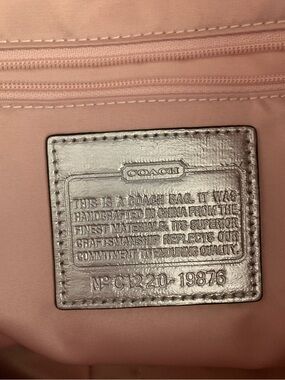 COACH
THIS IS A COACH BAG. IT WAS
HANDCRAFTED IN CHINA FROM THE
FINEST MATERIALS. ITS SUPERIOR
CRAFTSMANSHIP REFLECTS OUR
COMMITMENT TO ENDURING QUALITY.
Nº C1220-19876